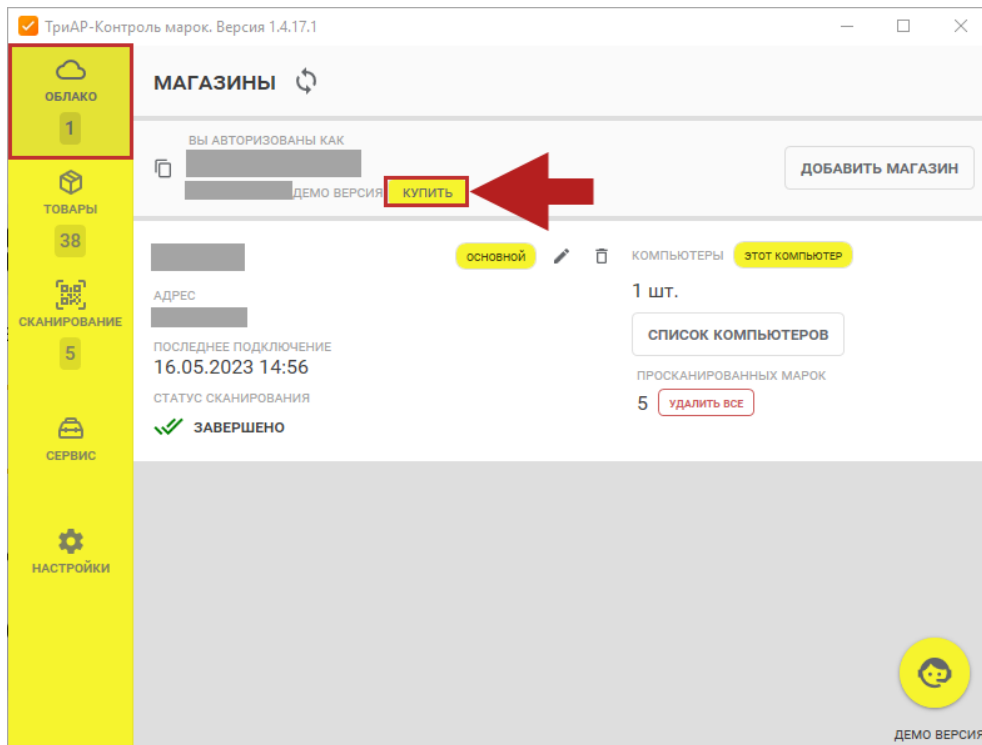 ТриАР-Контроль марок. Версия 1.4.17.1
ОБЛАКО
1
ТОВАРЫ
38
СКАНИРОВАНИЕ
5
СЕРВИС
НАСТРОЙКИ
МАГАЗИНЫ
ВЫ АВТОРИЗОВАНЫ КАК
ДЕМО ВЕРСИЯ КУПИТЬ
ДОБАВИТЬ МАГАЗИН
ОСНОВНОЙ
АДРЕС
ПОСЛЕДНЕЕ ПОДКЛЮЧЕНИЕ
16.05.2023 14:56
СТАТУС СКАНИРОВАНИЯ
ЗАВЕРШЕНО
КОМПЬЮТЕРЫ ЭТОТ КОМПЬЮТЕР
1 шт.
СПИСОК КОМПЬЮТЕРОВ
ПРОСКАНИРОВАННЫХ МАРОК
5 УДАЛИТЬ ВСЕ
ДЕМО ВЕРСИЯ